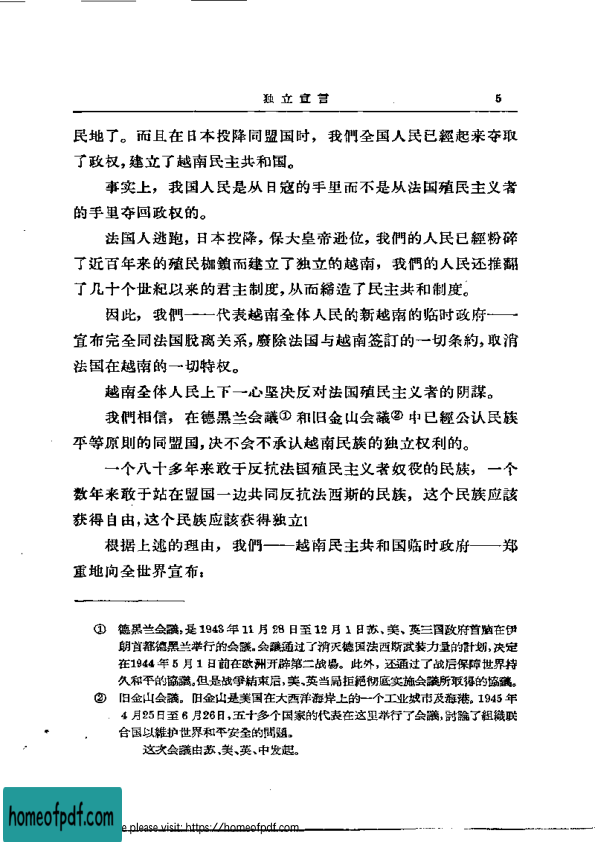 独立宣言 5
民地了。而且在日本投降同盟国时，我們全国人民已經起来夺取
了政权，建立了越南民主共和国。
事实上，我国人民是从日寇的手里而不是从法国殖民主义者
的手里夺回政权的。
法国人逃跑，日本投降，保大皇帝逊位，我們的人民已經粉碎
了近百年来的殖民枷鎖而建立了独立的越南，我們的人民还推翻
了几十个世紀以来的君主制度，从而締造了民主共和制度。
因此，我們——代表越南全体人民的新越南的临时政府——
宣布完全同法国脫离关系，廢除法国与越南签訂的一切条約，取消
法国在越南的一切特权。
越南全体人民上下一心坚决反对法国殖民主义者的阴謀。
我們相信，在德黑兰会議①和旧金山会議②中已經公认民族
平等原則的同盟国，决不会不承认越南民族的独立权利的。
一个八十多年来敢于反抗法国殖民主义者奴役的民族，一个
数年来敢于站在盟国一边共同反抗法西斯的民族，这个民族应該
获得自由，这个民族应該获得独立！
根据上述的理由，我們——越南民主共和国临时政府——郑
重地向全世界宣布：
① 德黑兰会議，是1943年11月28日至12月1日苏、美、英三国政府首脑在伊
朗首都德黑兰举行的会議。会議通过了消灭德国法西斯武装力量的計划，决定
在1944年5月1日前在欧洲开辟第二战場。此外，还通过了战后保障世界持
久和平的協議。但是战争結束后，美、英当局拒絕彻底实施会議所取得的協議。
② 旧金山会議。旧金山是美国在大西洋海岸上的一个工业城市及海港。1945年
4月25日至6月26日，五十多个国家的代表在这里举行了会議，討論了組織联
合国以維护世界和平安全的問題。
这次会議由苏、美、英、中发起。
homeofpdf.com
e please visit: https://homeofpdf.com